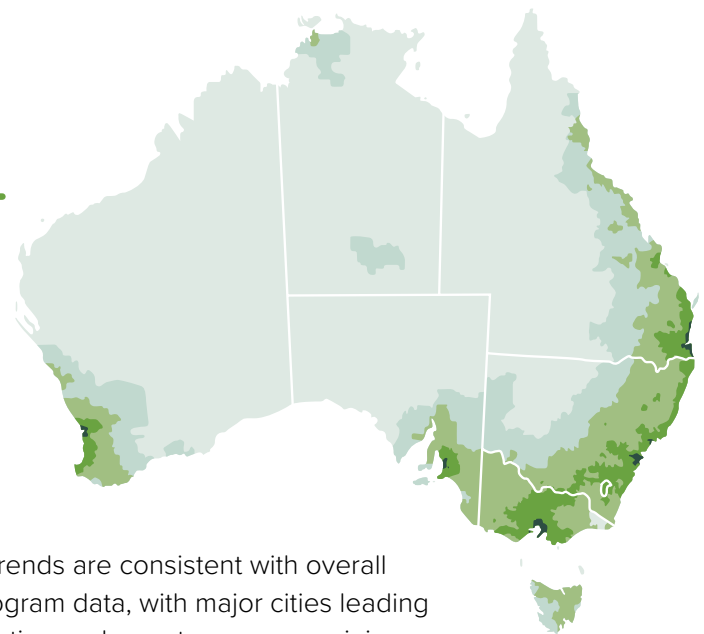 rends are consistent with overall
ogram data, with major cities leading